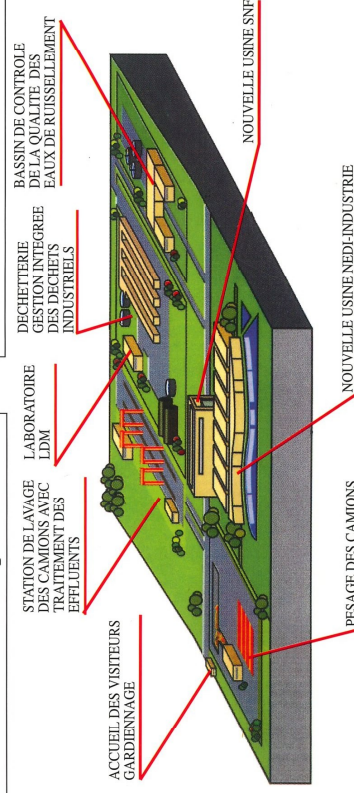 ACCUEIL DES VISITEURS
GARDIENNAGE
STATION DE LAVAGE
DES CAMIONS AVEC
TRAITEMENT DES
EFFLUENTS
LABORATOIRE
LDM
DECHETTERIE
GESTION INTEGREE
DES DECHETS
INDUSTRIELS
BASSIN DE CONTROLE
DE LA QUALITE DES
EAUX DE RUISSELLEMENT
PESAGE DES CAMIONS
NOUVELLE USINE NEDI-INDUSTRIE
NOUVELLE USINE SNF